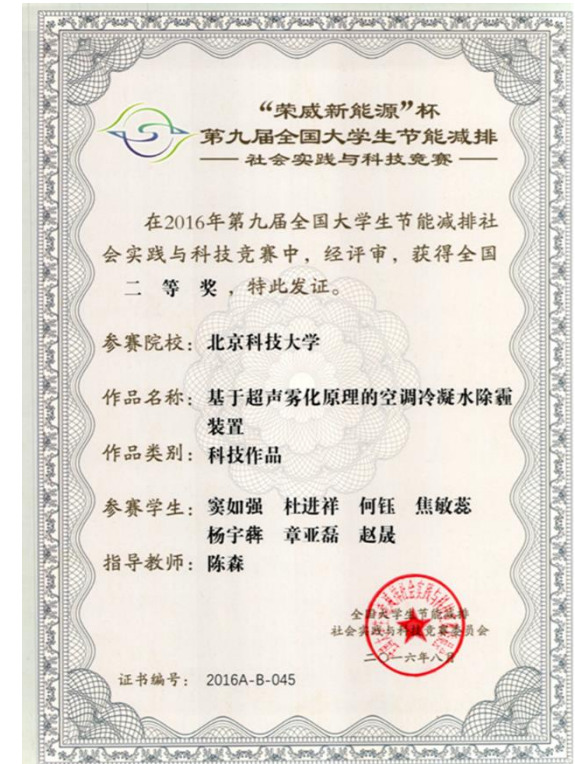 “荣威新能源”杯
第九届全国大学生节能减排
社会实践与科技竞赛
在2016年第九届全国大学生节能减排社
会实践与科技竞赛中，经评审，获得全国
二等奖，特此发证。
参赛院校：北京科技大学
作品名称：基于超声雾化原理的空调冷凝水除霾
装置
作品类别：科技作品
参赛学生：窦如强 杜进祥 何钰 焦敏蕊
杨宇犇 章亚磊 赵晟
指导教师：陈森
全国大学生节能减排
社会实践与科技竞赛委员会
二〇一六年八月
证书编号：2016A-B-045